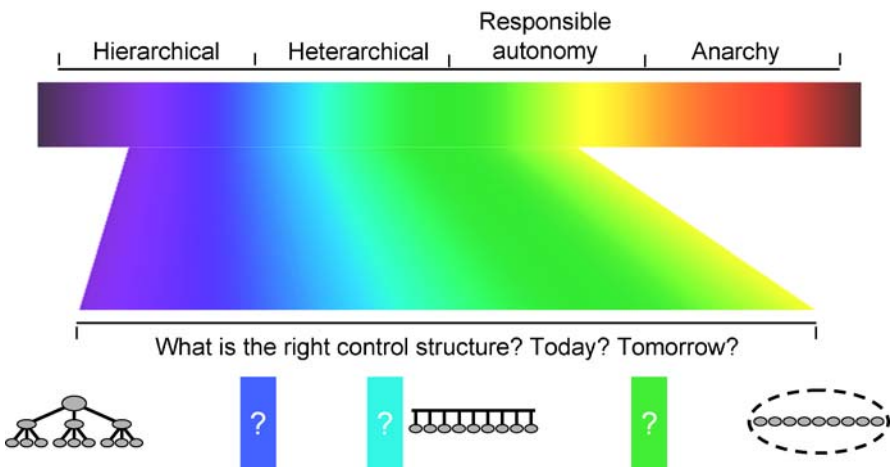 Hierarchical
Heterarchical
Responsible
autonomy
Anarchy
What is the right control structure? Today? Tomorrow?
?
?
?